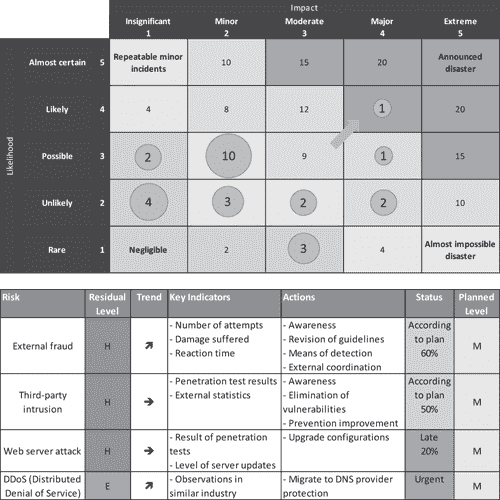 Impact
Insignificant Minor Moderate Major Extreme
1 2 3 4 5
Likelihood
Almost certain 5 Repeatable minor incidents 10 15 20 Announced disaster
Likely 4 4 8 12 1 20
Possible 3 2 10 9 1 15
Unlikely 2 4 3 2 2 10
Rare 1 Negligible 2 3 4 Almost impossible disaster
Risk Residual Level Trend Key Indicators Actions Status Planned Level
External fraud H
- Number of attempts
- Damage suffered
- Reaction time
- Awareness
- Revision of guidelines
- Means of detection
- External coordination
According
to plan
60%
M
Third-party
intrusion
H
- Penetration test results
- External statistics
- Awareness
- Elimination of
vulnerabilities
- Prevention improvement
According
to plan
50%
M
Web server attack H
- Result of penetration
tests
- Level of server updates
- Upgrade configurations
Late
20%
M
DDoS (Distributed
Denial of Service)
E
- Observations in
similar industry
- Migrate to DNS provider
protection
Urgent
M